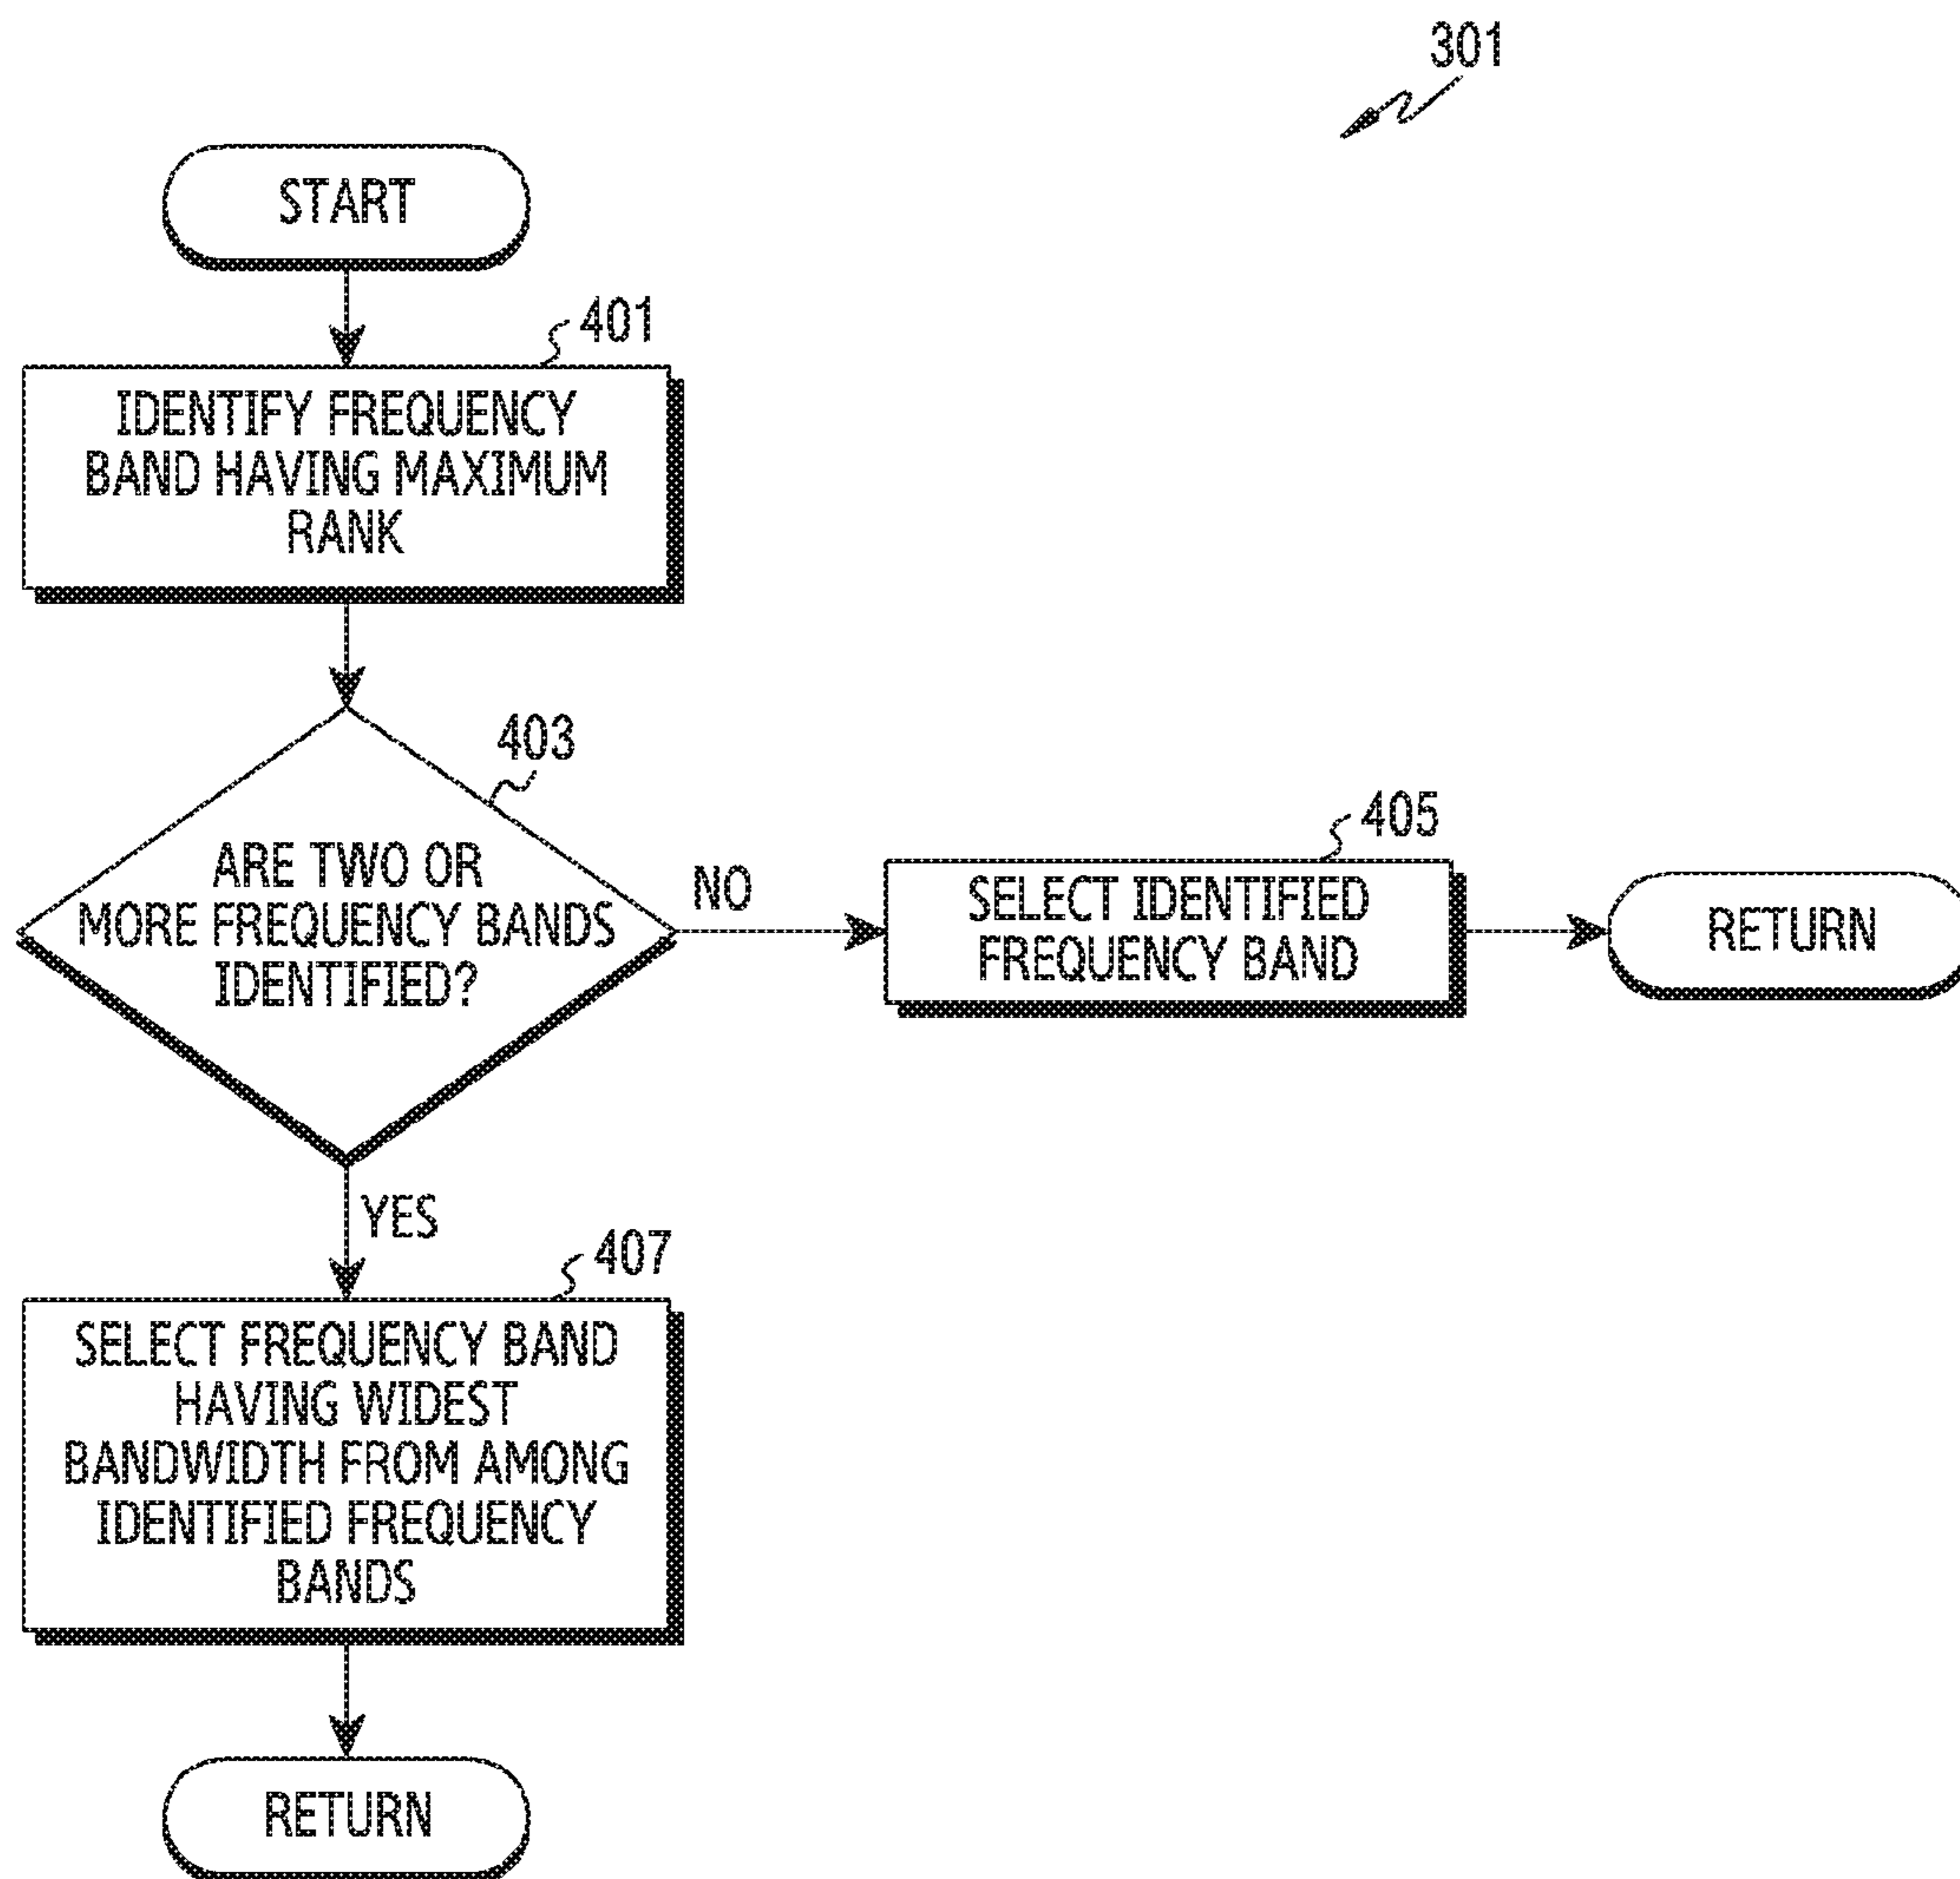 301
START
401
IDENTIFY FREQUENCY
BAND HAVING MAXIMUM
RANK
403
ARE TWO OR
MORE FREQUENCY BANDS
IDENTIFIED?
NO
405
SELECT IDENTIFIED
FREQUENCY BAND
RETURN
YES
407
SELECT FREQUENCY BAND
HAVING WIDEST
BANDWIDTH FROM AMONG
IDENTIFIED FREQUENCY
BANDS
RETURN